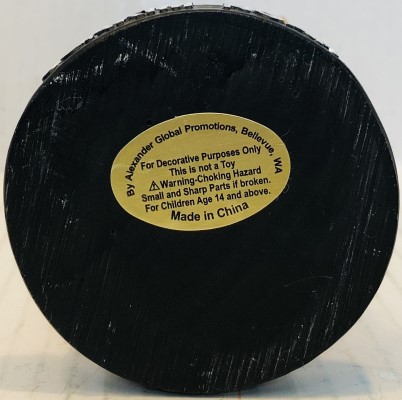 By Alexander Global Promotions, Bellevue, WA
For Decorative Purposes Only
This is not a Toy
⚠Warning-Choking Hazard
Small and Sharp Parts if broken.
For Children Age 14 and above.
Made in China